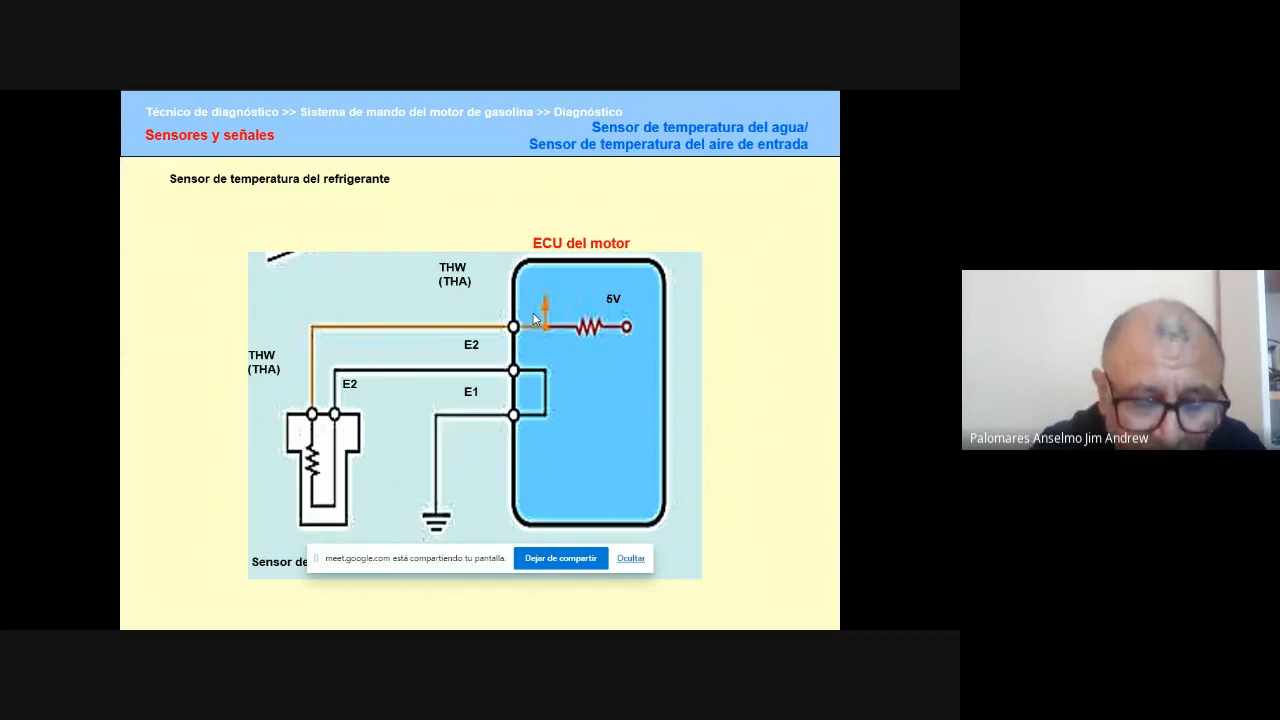 Técnico de diagnóstico >> Sistema de mando del motor de gasolina >> Diagnóstico
Sensores y señales
Sensor de temperatura del agua/
Sensor de temperatura del aire de entrada
Sensor de temperatura del refrigerante
ECU del motor
THW
(THA)
5V
E2
THW
(THA)
E2
E1
Sensor de
meet.google.com está compartiendo tu pantalla.
Dejar de compartir
Ocultar
Palomares Anselmo Jim Andrew